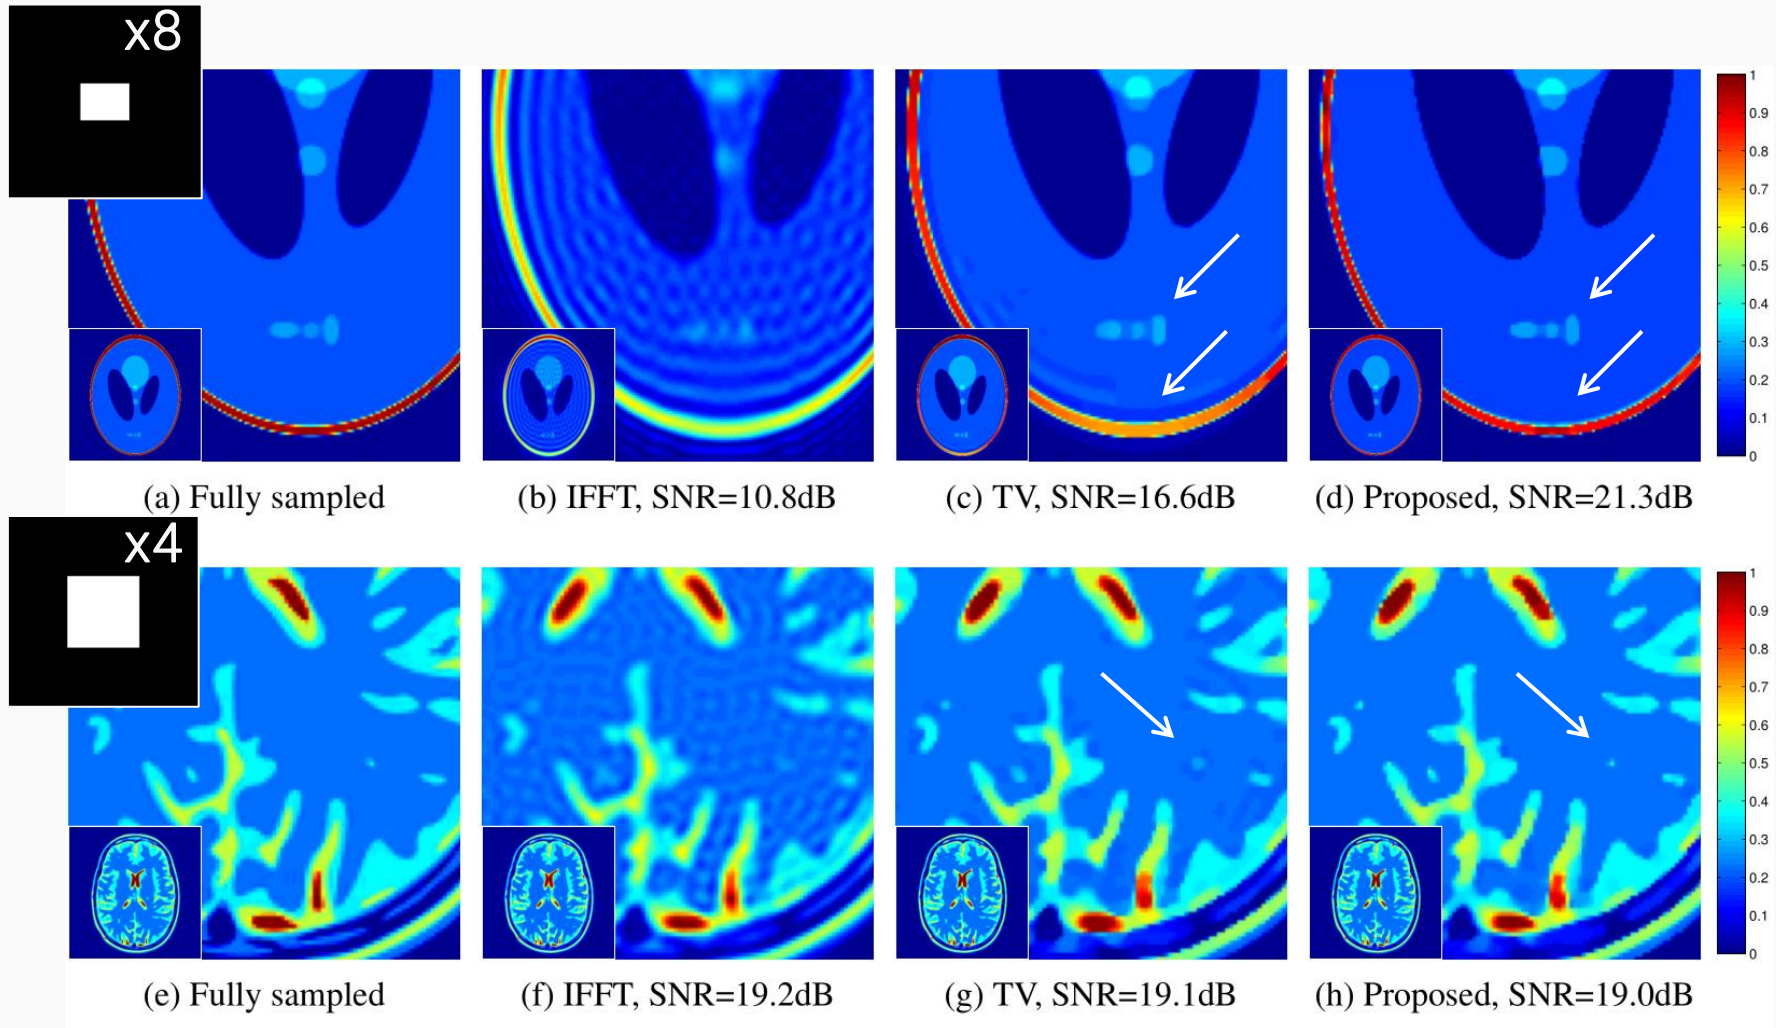 x8
1
0.9
0.8
0.7
0.6
0.5
0.4
0.3
0.2
0.1
0
(a) Fully sampled
(b) IFFT, SNR=10.8dB
(c) TV, SNR=16.6dB
(d) Proposed, SNR=21.3dB
x4
1
0.9
0.8
0.7
0.6
0.5
0.4
0.3
0.2
0.1
0
(e) Fully sampled
(f) IFFT, SNR=19.2dB
(g) TV, SNR=19.1dB
(h) Proposed, SNR=19.0dB